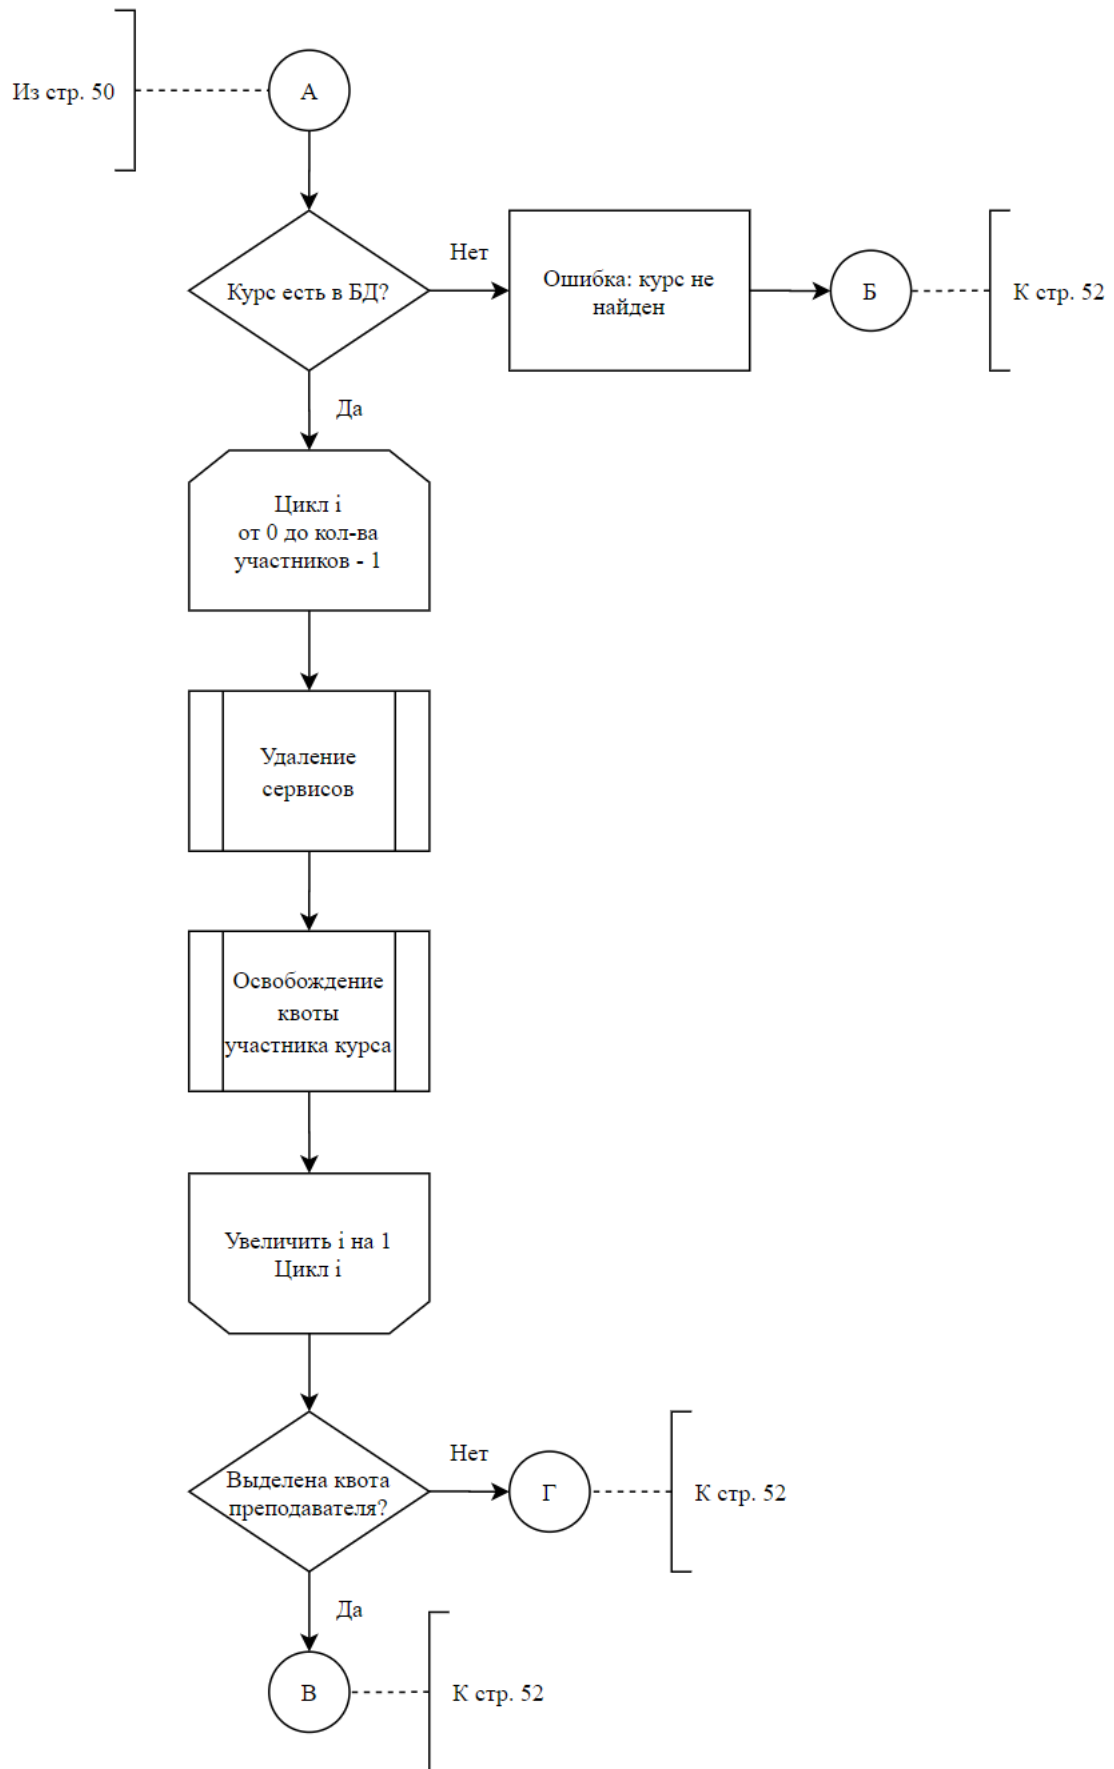 Из стр. 50
А
Курс есть в БД?
Нет
Ошибка: курс не
найден
Б
К стр. 52
Да
Цикл i
от 0 до кол-ва
участников - 1
Удаление
сервисов
Освобождение
квоты
участника курса
Увеличить i на 1
Цикл i
Выделена квота
преподавателя?
Нет
Г
К стр. 52
Да
В
К стр. 52